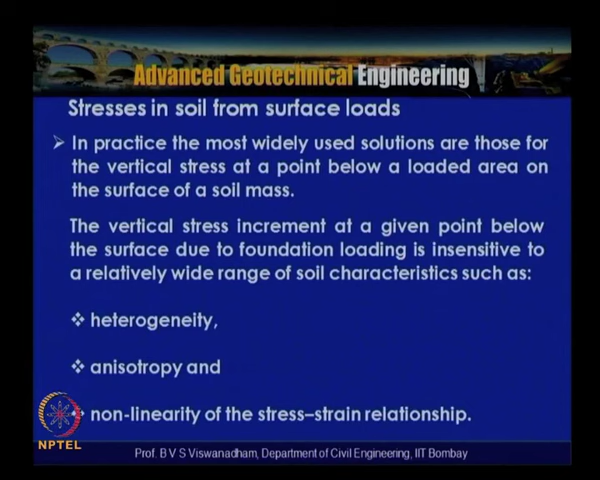 Advanced Geotechnical Engineering
Stresses in soil from surface loads
In practice the most widely used solutions are those for
the vertical stress at a point below a loaded area on
the surface of a soil mass.
The vertical stress increment at a given point below
the surface due to foundation loading is insensitive to
a relatively wide range of soil characteristics such as:
heterogeneity,
anisotropy and
non-linearity of the stress–strain relationship.
NPTEL
Prof. B V S Viswanadham, Department of Civil Engineering, IIT Bombay